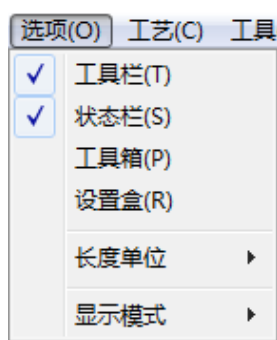 选项(O) 工艺(C) 工具
工具栏(T)
状态栏(S)
工具箱(P)
设置盒(R)
长度单位
显示模式